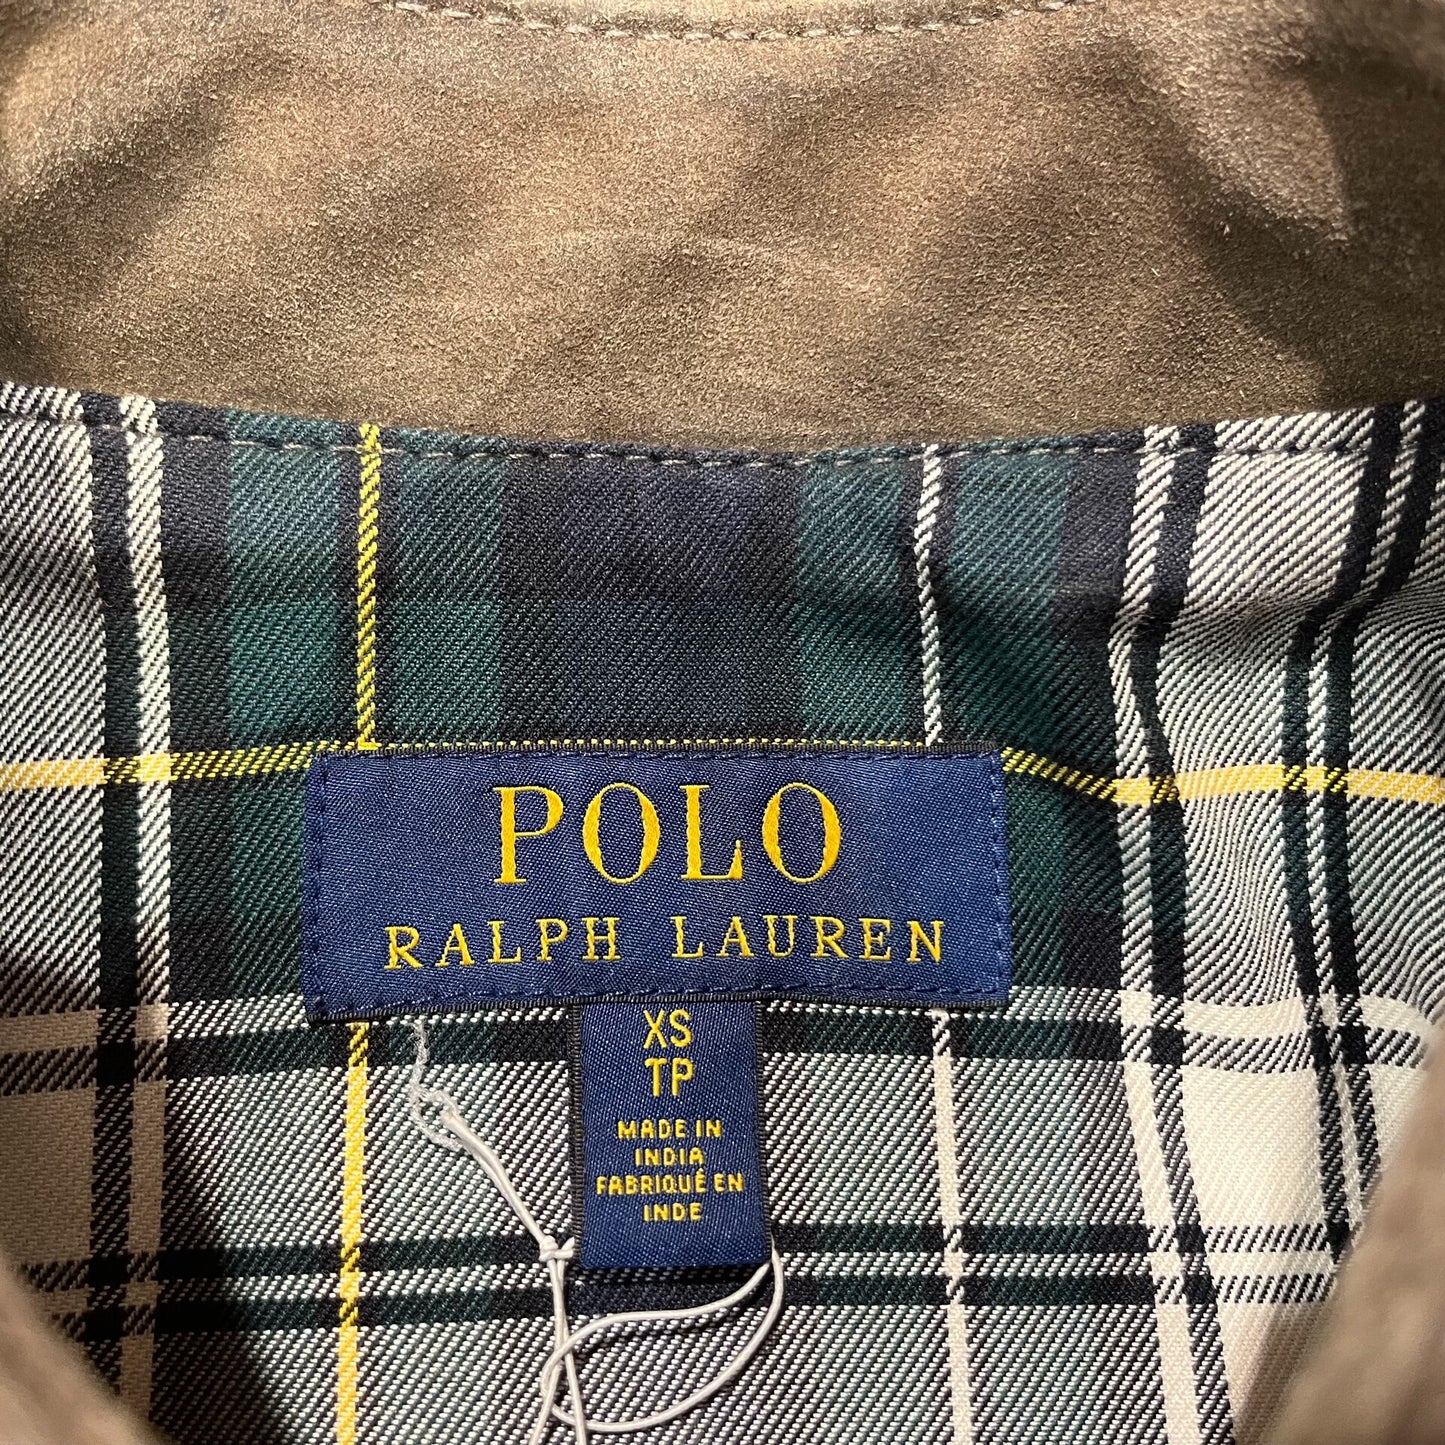 POLO
RALPH LAUREN
XS
TP
MADE IN
INDIA
FABRIQUÉ EN
INDE